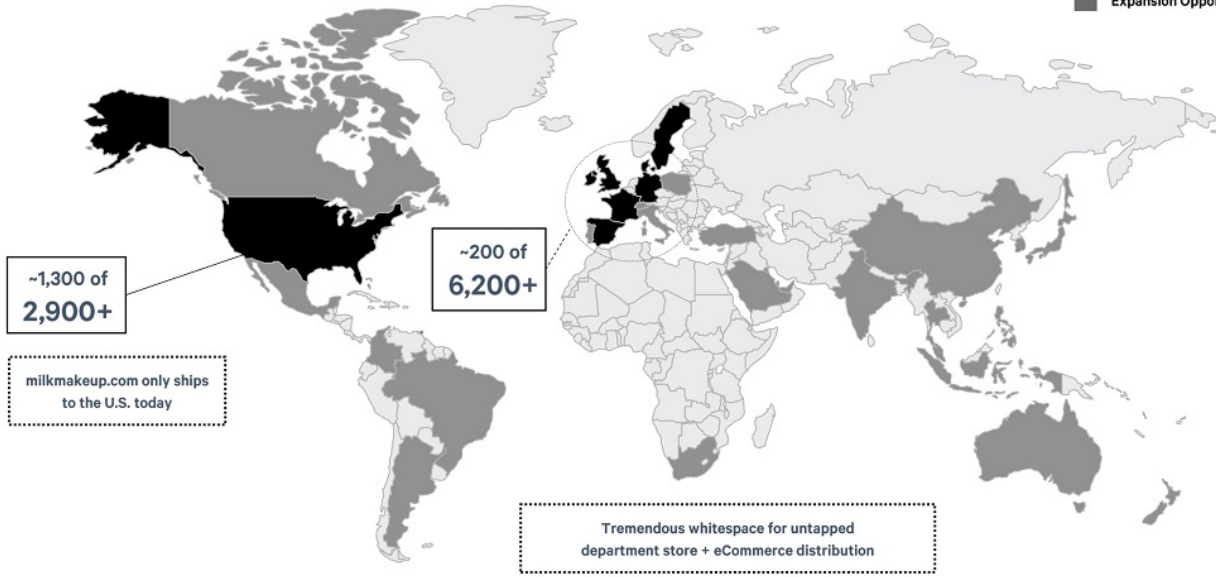 Expansion
~1,300 of
2,900+
~200 of
6,200+
milkmakeup.com only ships
to the U.S. today
Tremendous whitespace for untapped
department store + eCommerce distribution